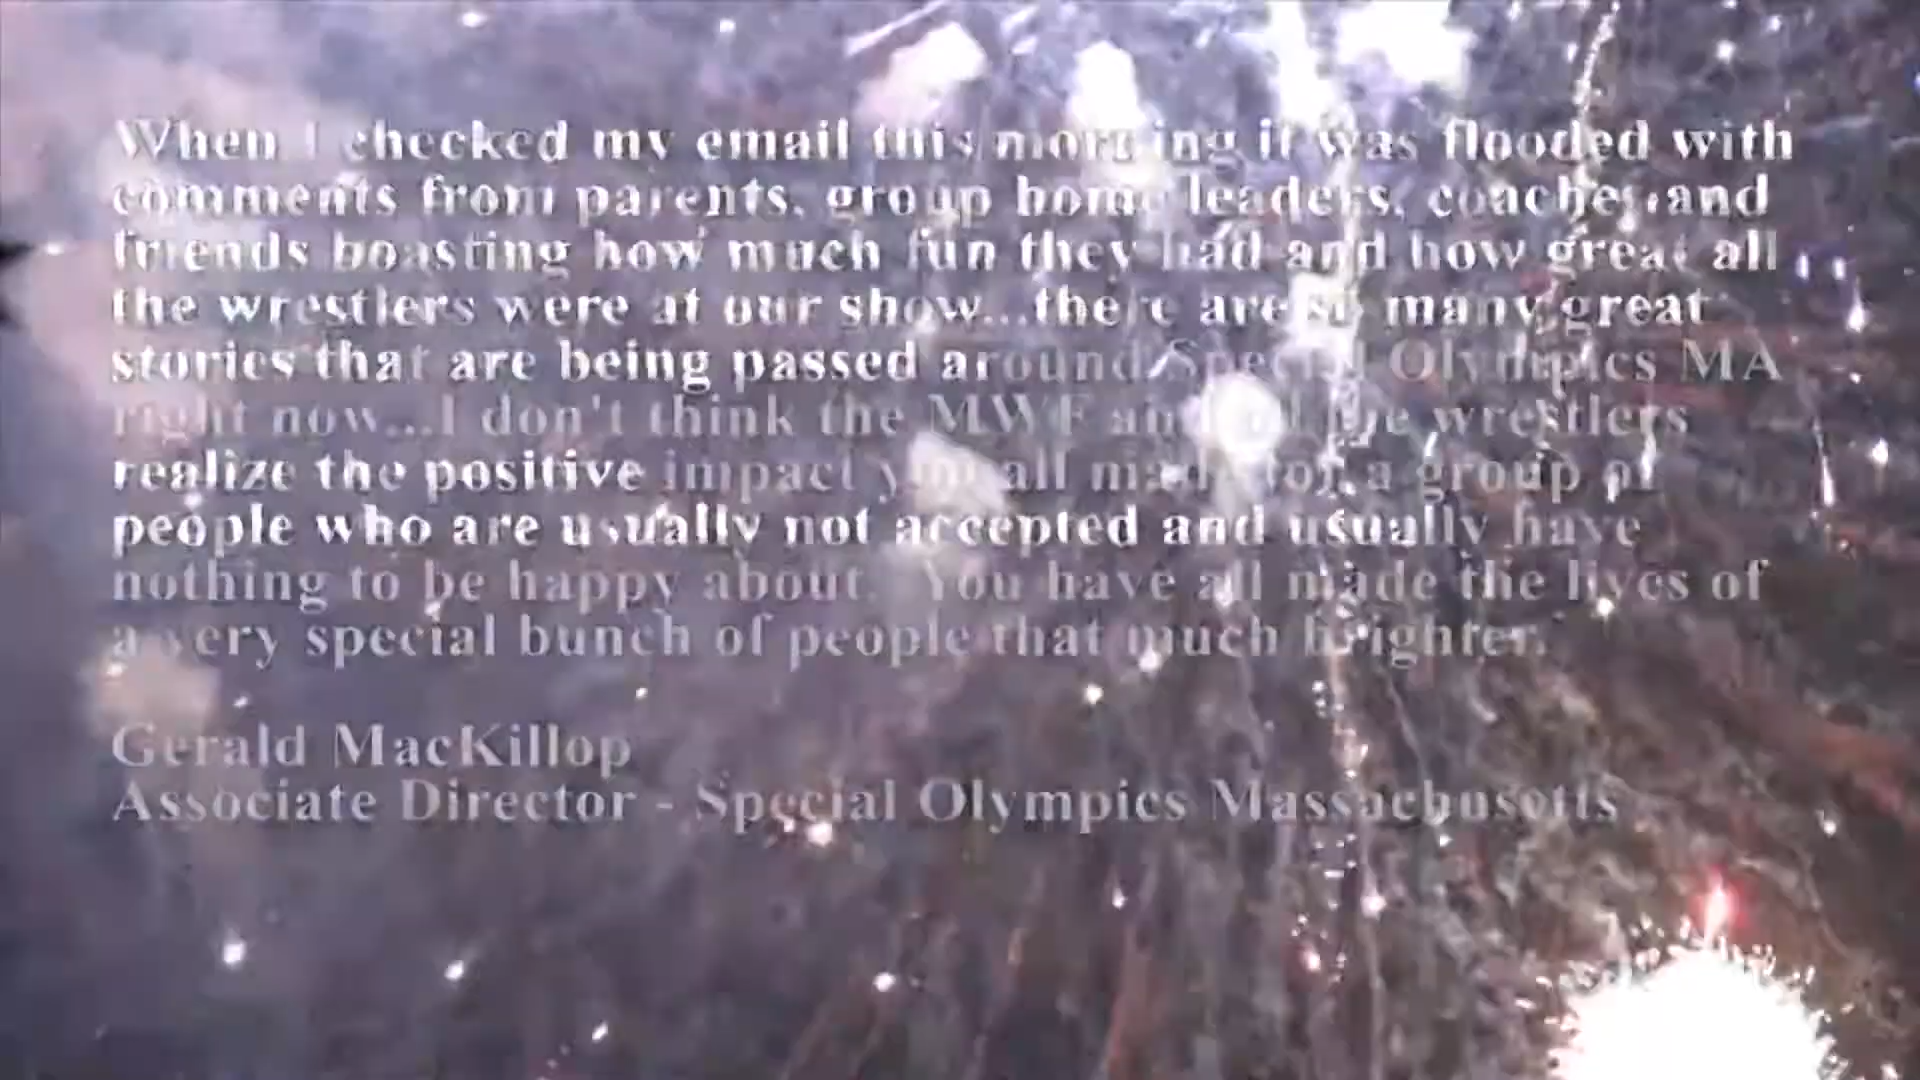 When I checked my email this morning it was flooded with
comments from parents, group home leaders, coaches and
friends boasting how much fun they had and how great all
the wrestlers were at our show...there are so many great
stories that are being passed around Special Olympics MA
right now...I don't think the MWF and all the wrestlers
realize the positive impact you all made for a group of
people who are usually not accepted and usually have
nothing to be happy about. You have all made the lives of
a very special bunch of people that much brighter.
Gerald MacKillop
Associate Director - Special Olympics Massachusetts